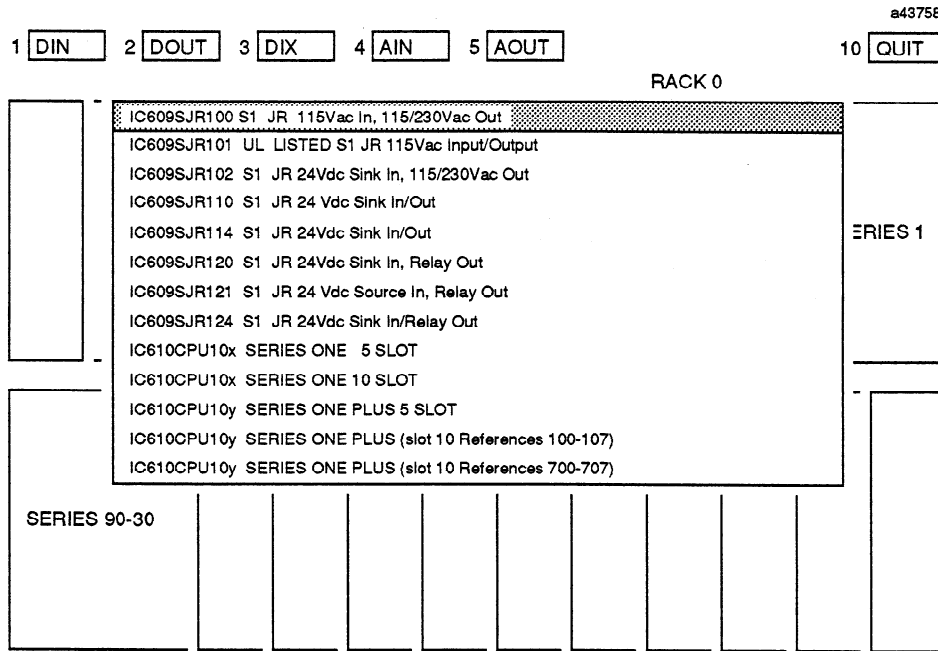 a43758
1 DIN 2 DOUT 3 DIX 4 AIN 5 AOUT 10 QUIT
RACK 0
IC609SJR100 S1 JR 115Vac In, 115/230Vac Out
IC609SJR101 UL LISTED S1 JR 115Vac Input/Output
IC609SJR102 S1 JR 24Vdc Sink In, 115/230Vac Out
IC609SJR110 S1 JR 24 Vdc Sink In/Out
IC609SJR114 S1 JR 24Vdc Sink In/Out
IC609SJR120 S1 JR 24Vdc Sink In, Relay Out
IC609SJR121 S1 JR 24 Vdc Source In, Relay Out
IC609SJR124 S1 JR 24Vdc Sink In/Relay Out
IC610CPU10x SERIES ONE 5 SLOT
IC610CPU10x SERIES ONE 10 SLOT
IC610CPU10y SERIES ONE PLUS 5 SLOT
IC610CPU10y SERIES ONE PLUS (slot 10 References 100-107)
IC610CPU10y SERIES ONE PLUS (slot 10 References 700-707)
ERIES 1
SERIES 90-30